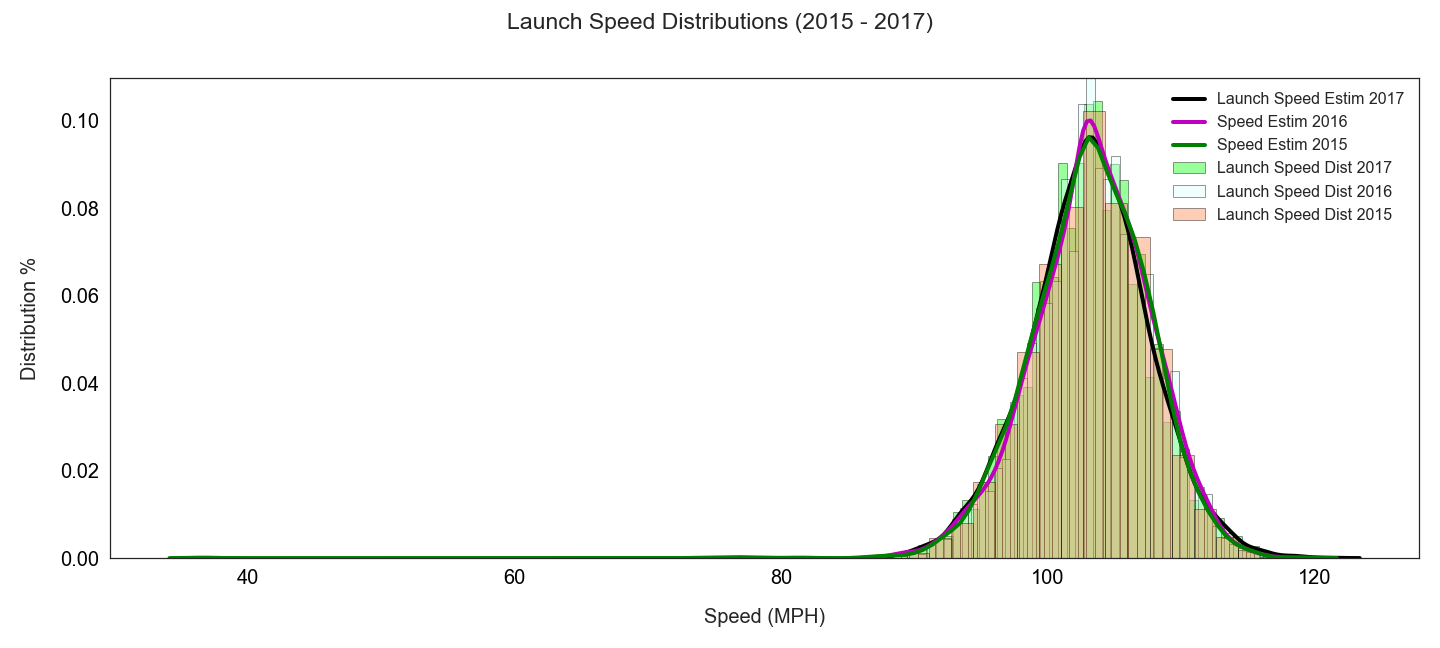 Launch Speed Distributions (2015 - 2017)
Launch Speed Estim 2017
Speed Estim 2016
Speed Estim 2015
Launch Speed Dist 2017
Launch Speed Dist 2016
Launch Speed Dist 2015
Distribution %
0.10
0.08
0.06
0.04
0.02
0.00
40 60 80 100 120
Speed (MPH)